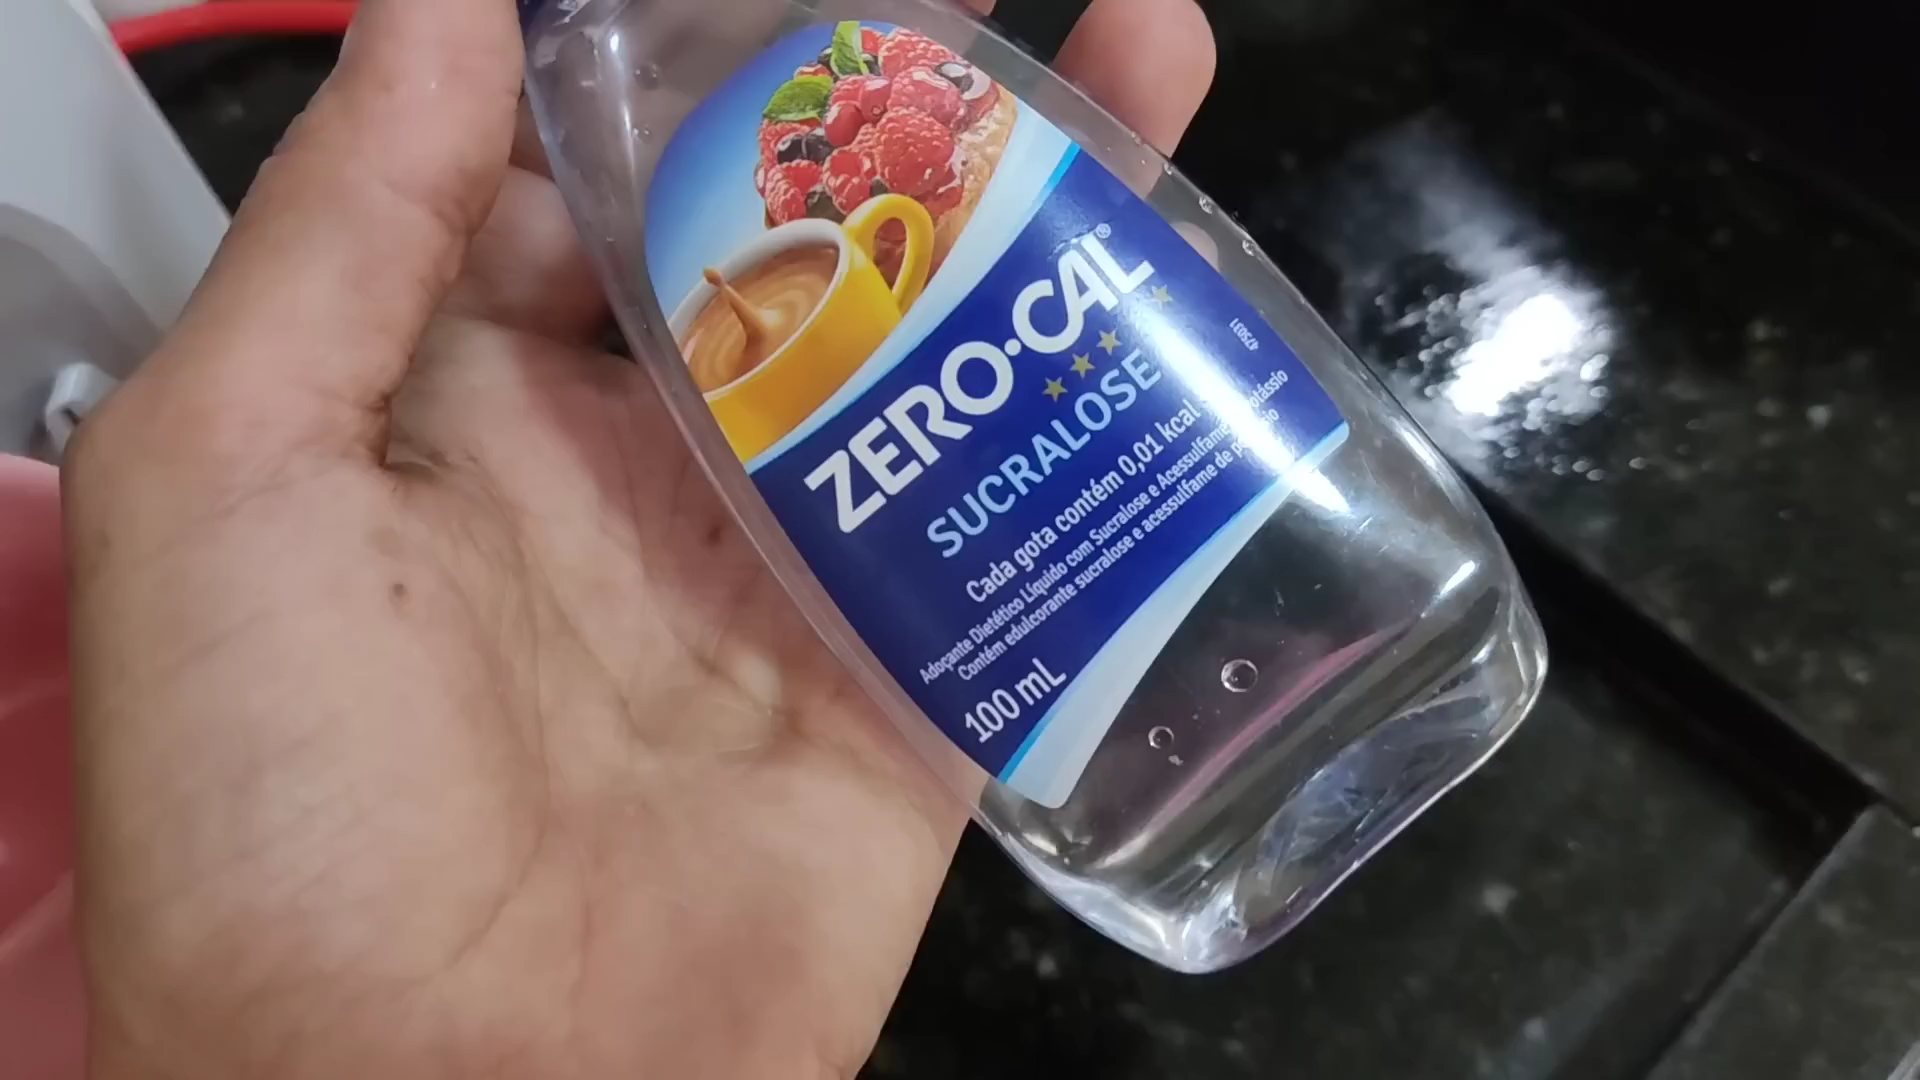 ZERO·CAL®
SUCRALOSE
475031
Cada gota contém 0,01 kcal
Adoçante Dietético Líquido com Sucralose e Acessulfame
Contém edulcorante sucralose e acessulfame de
100 mL